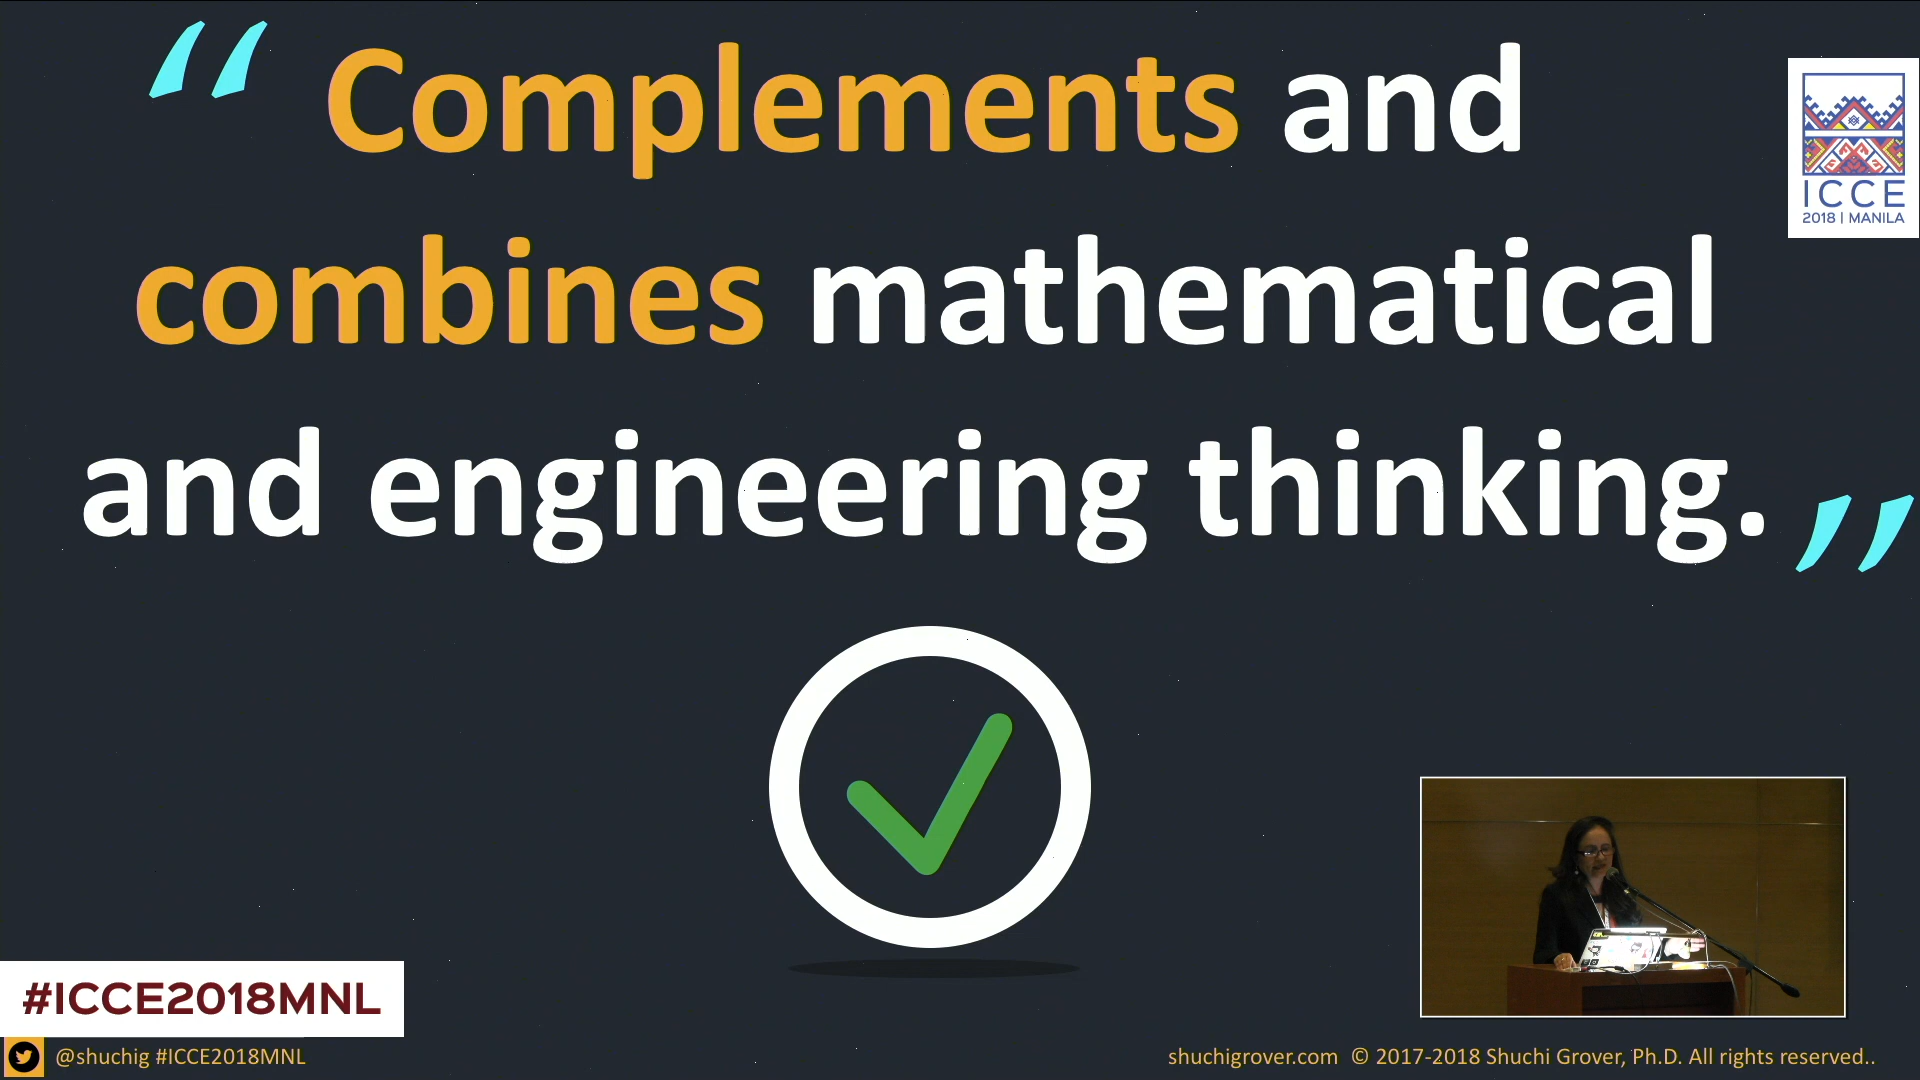 “ Complements and
combines mathematical
and engineering thinking. ”
ICCE
2018 | MANILA
#ICCE2018MNL
@shuchig #ICCE2018MNL
shuchigrover.com © 2017-2018 Shuchi Grover, Ph.D. All rights reserved..